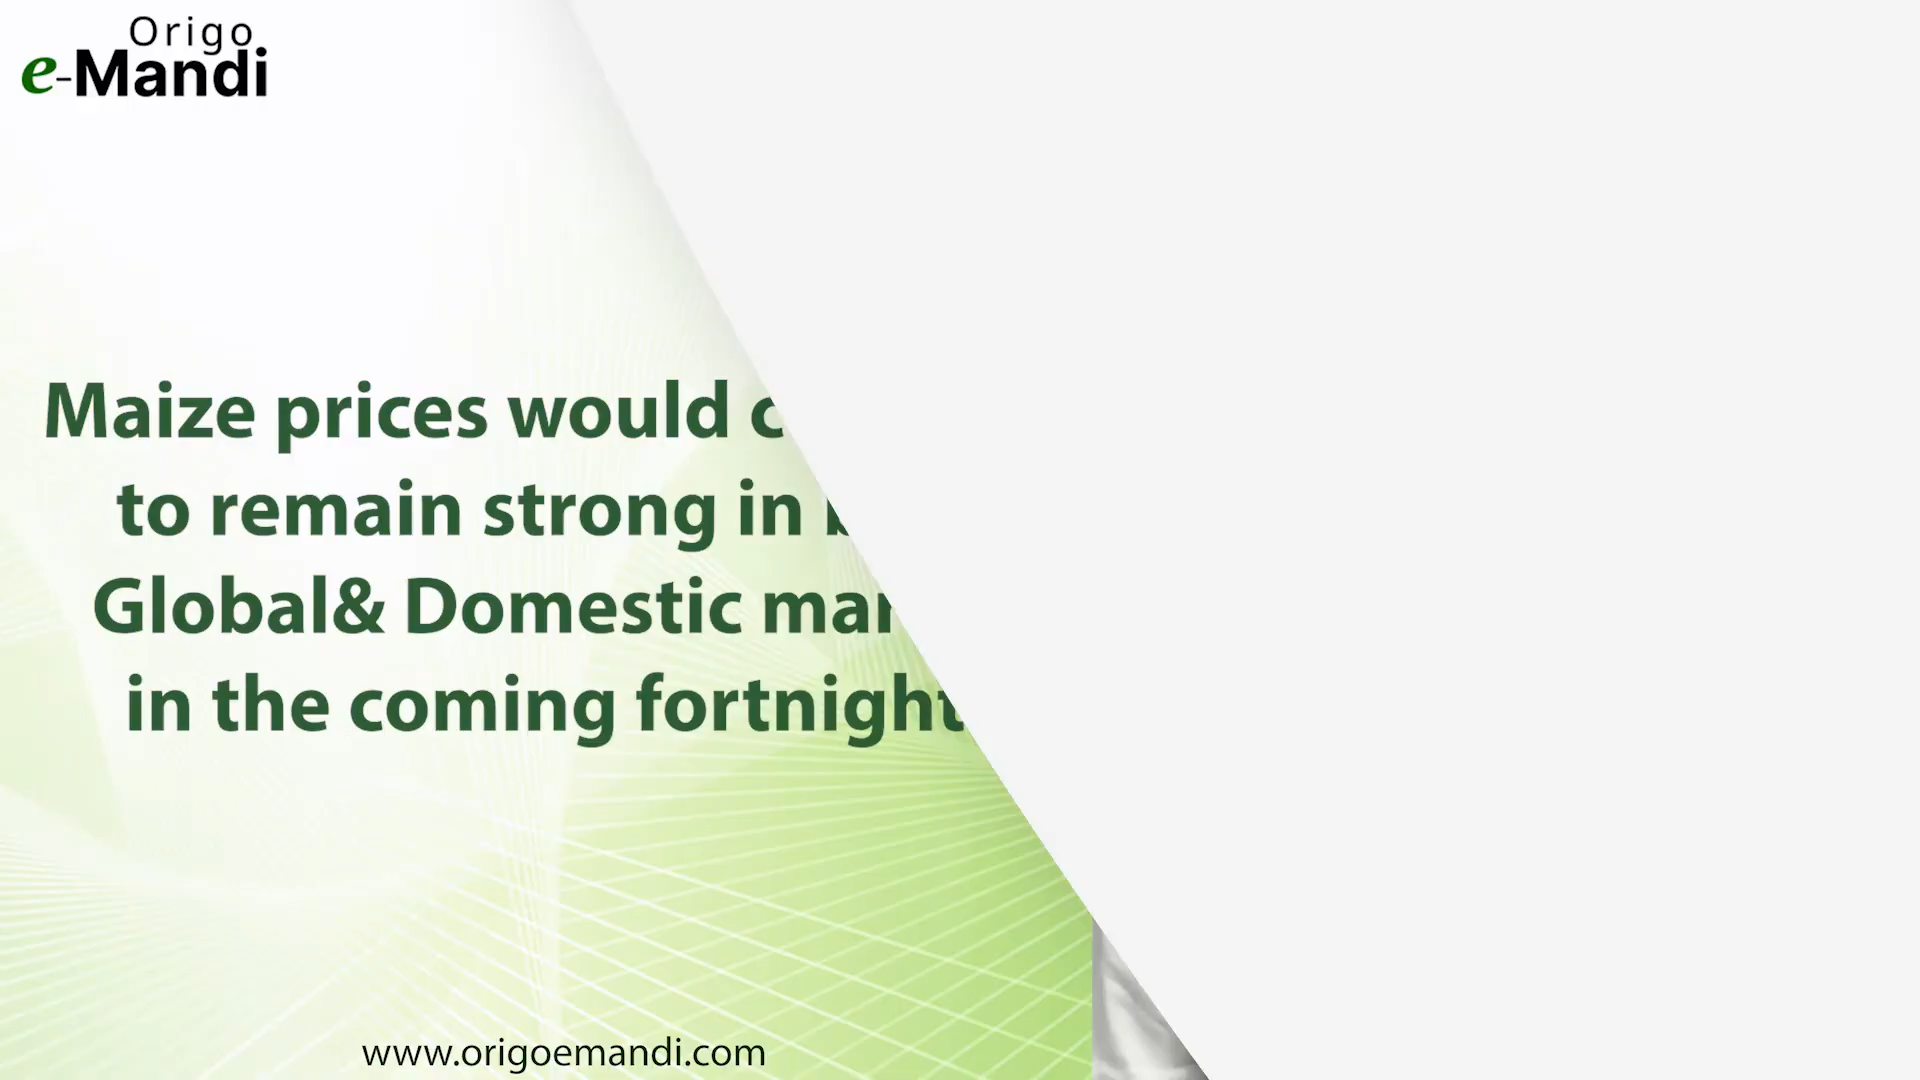 Origo
e-Mandi
Maize prices would
to remain strong in
Global& Domestic
in the coming fortnight
www.origoemandi.com